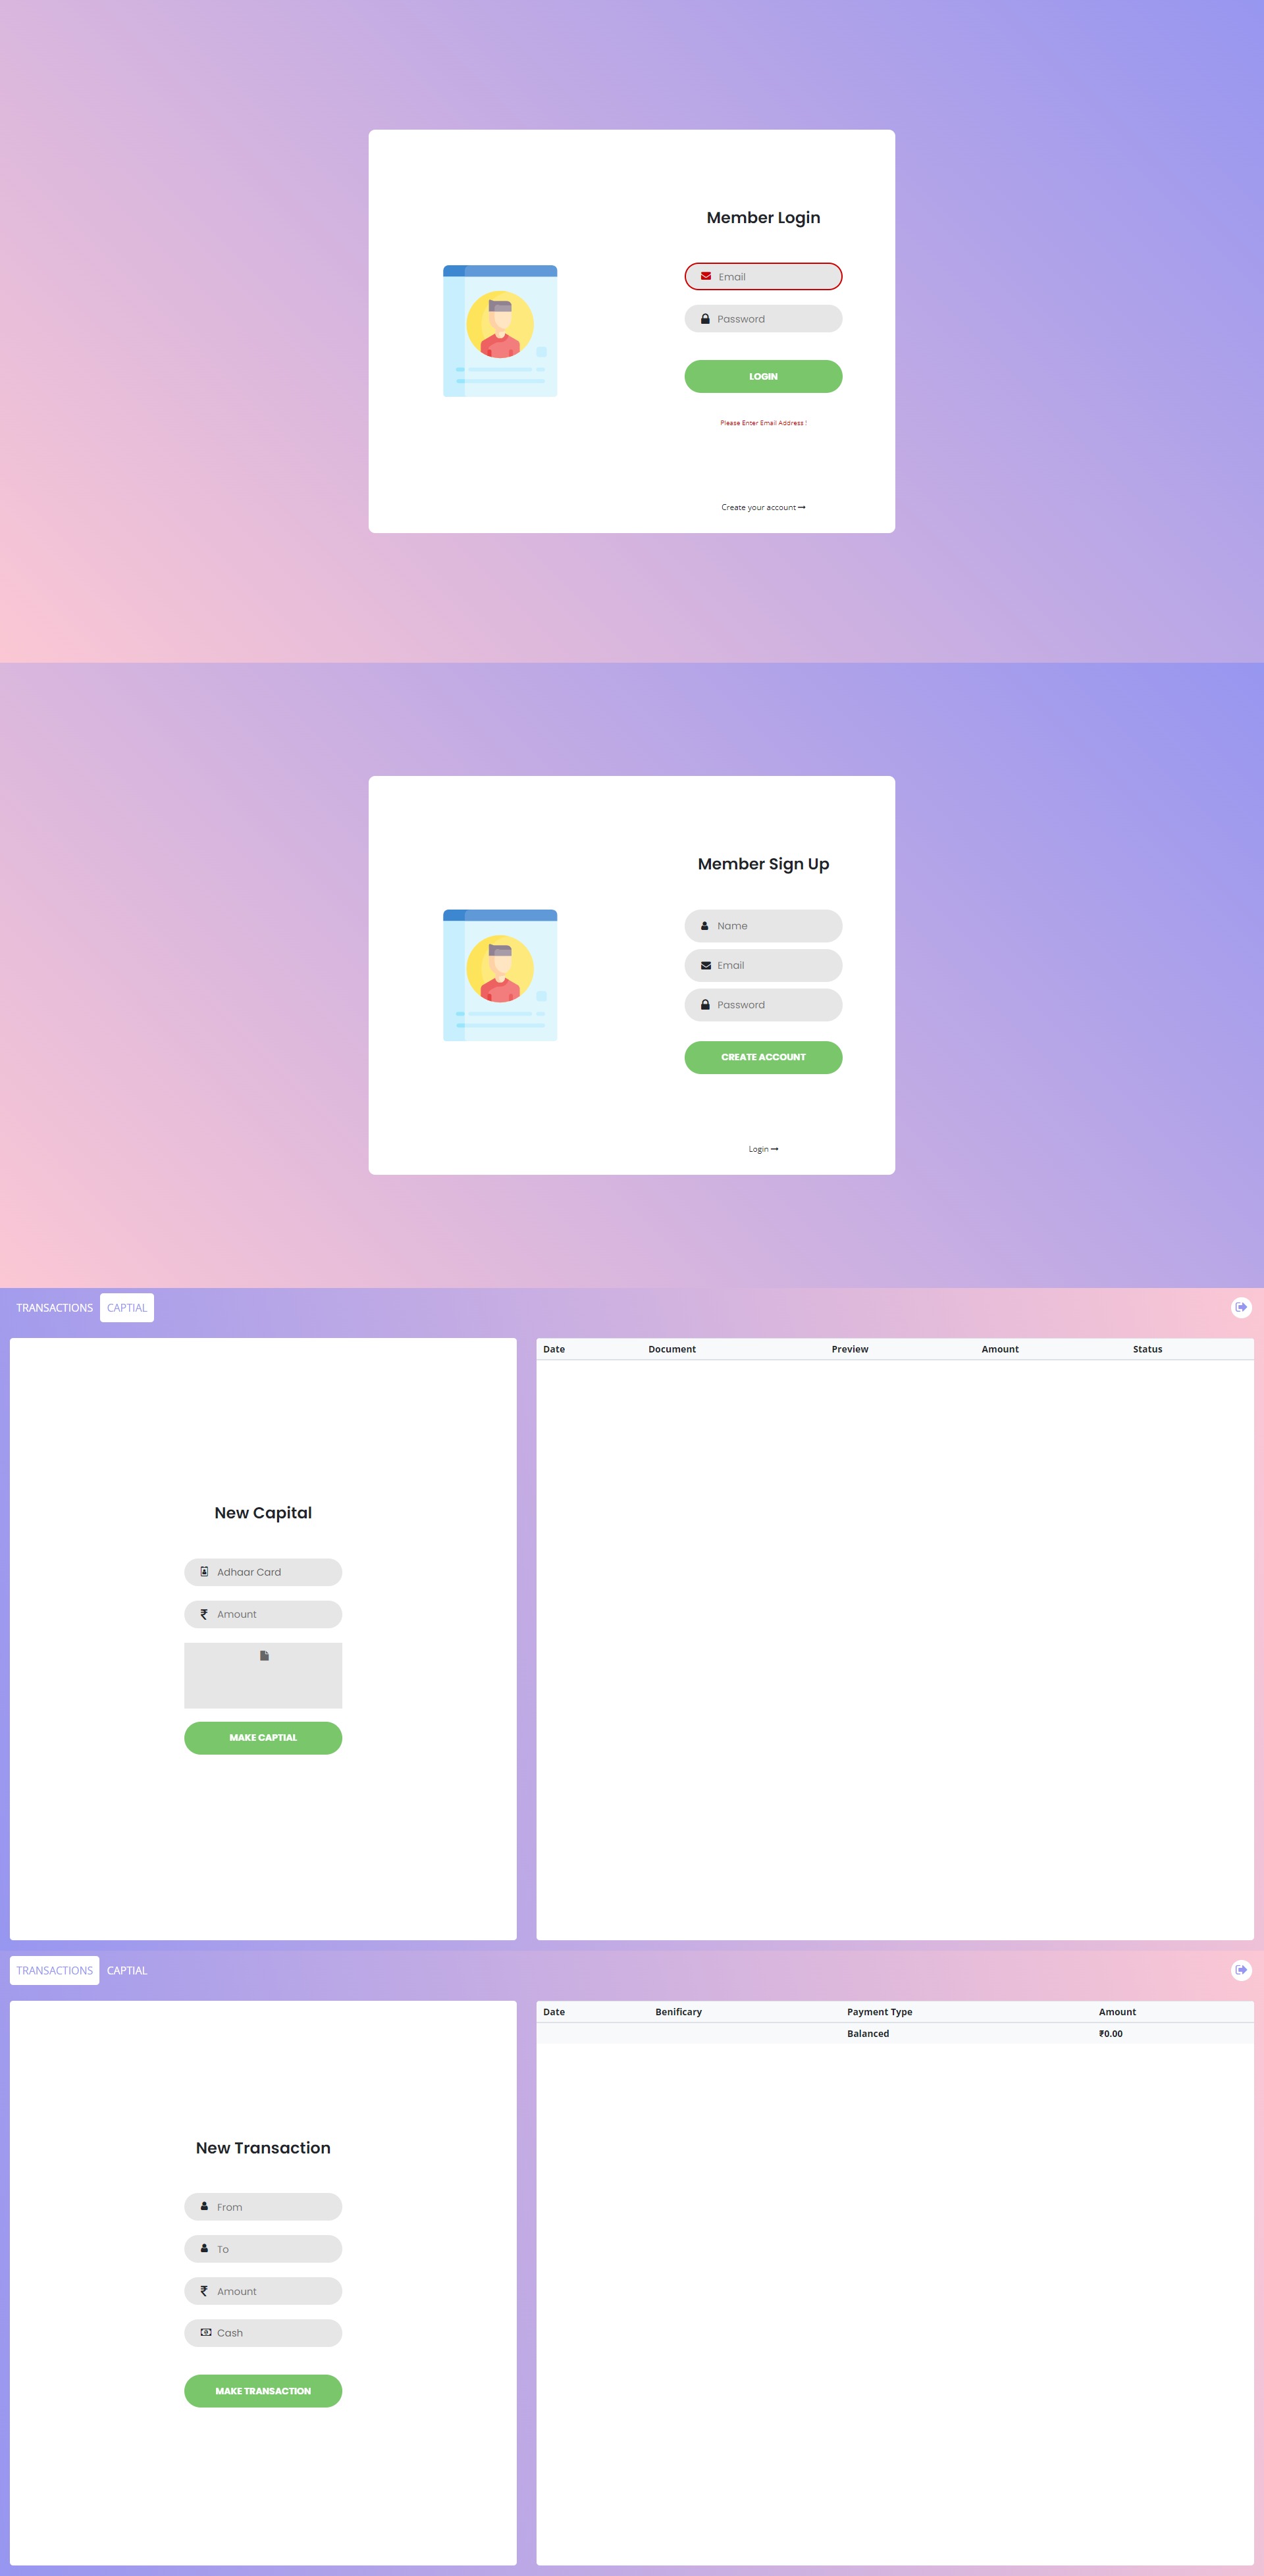 Member Login
Email
Password
LOGIN
Please Enter Email Address !
Create your account
Member Sign Up
Name
Email
Password
CREATE ACCOUNT
Login
TRANSACTIONS CAPTIAL
New Capital
Adhaar Card
₹ Amount
MAKE CAPTIAL
Date Document Preview Amount Status
TRANSACTIONS CAPTIAL
New Transaction
From
To
₹ Amount
Cash
MAKE TRANSACTION
Date Benificary Payment Type Amount
Balanced ₹0.00